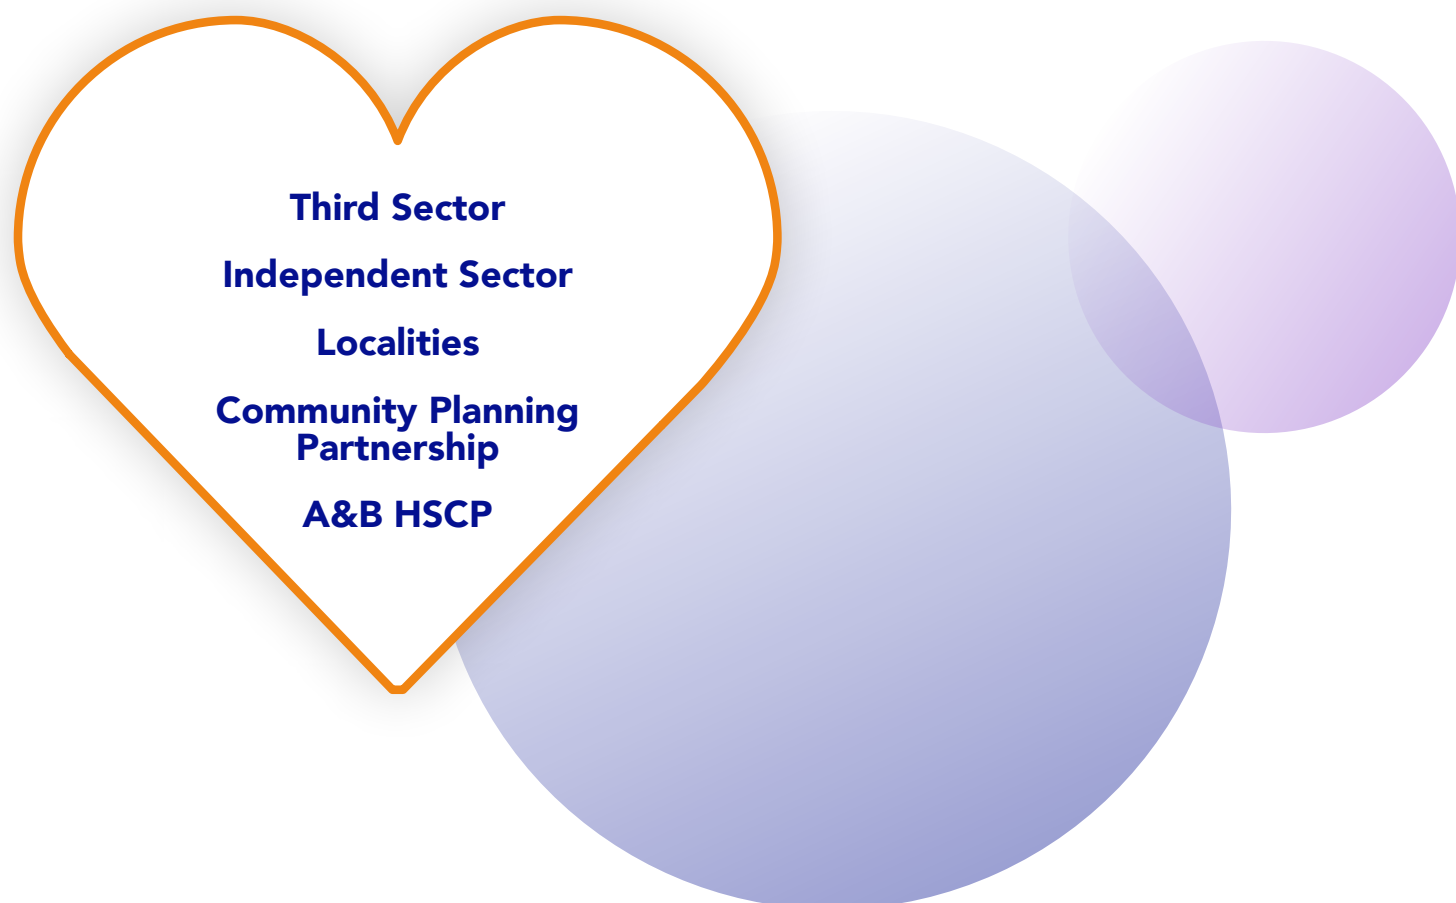 Third Sector
Independent Sector
Localities
Community Planning
Partnership
A&B HSCP